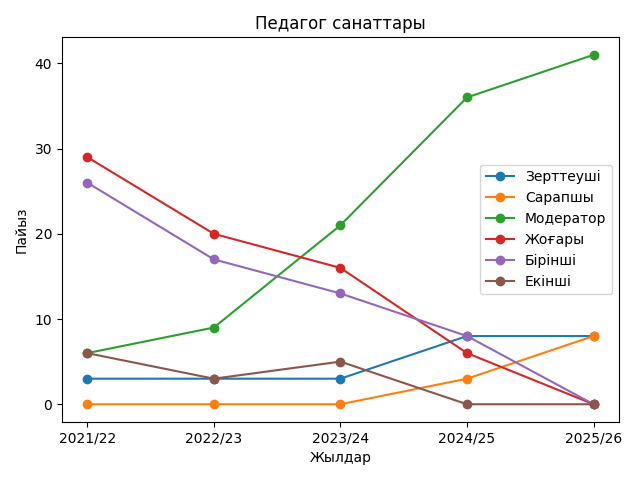 Педагог санаттары
Пайыз
40
30
20
10
0
Зерттеуші
Сарапшы
Модератор
Жоғары
Бірінші
Екінші
2021/22 2022/23 2023/24 2024/25 2025/26
Жылдар